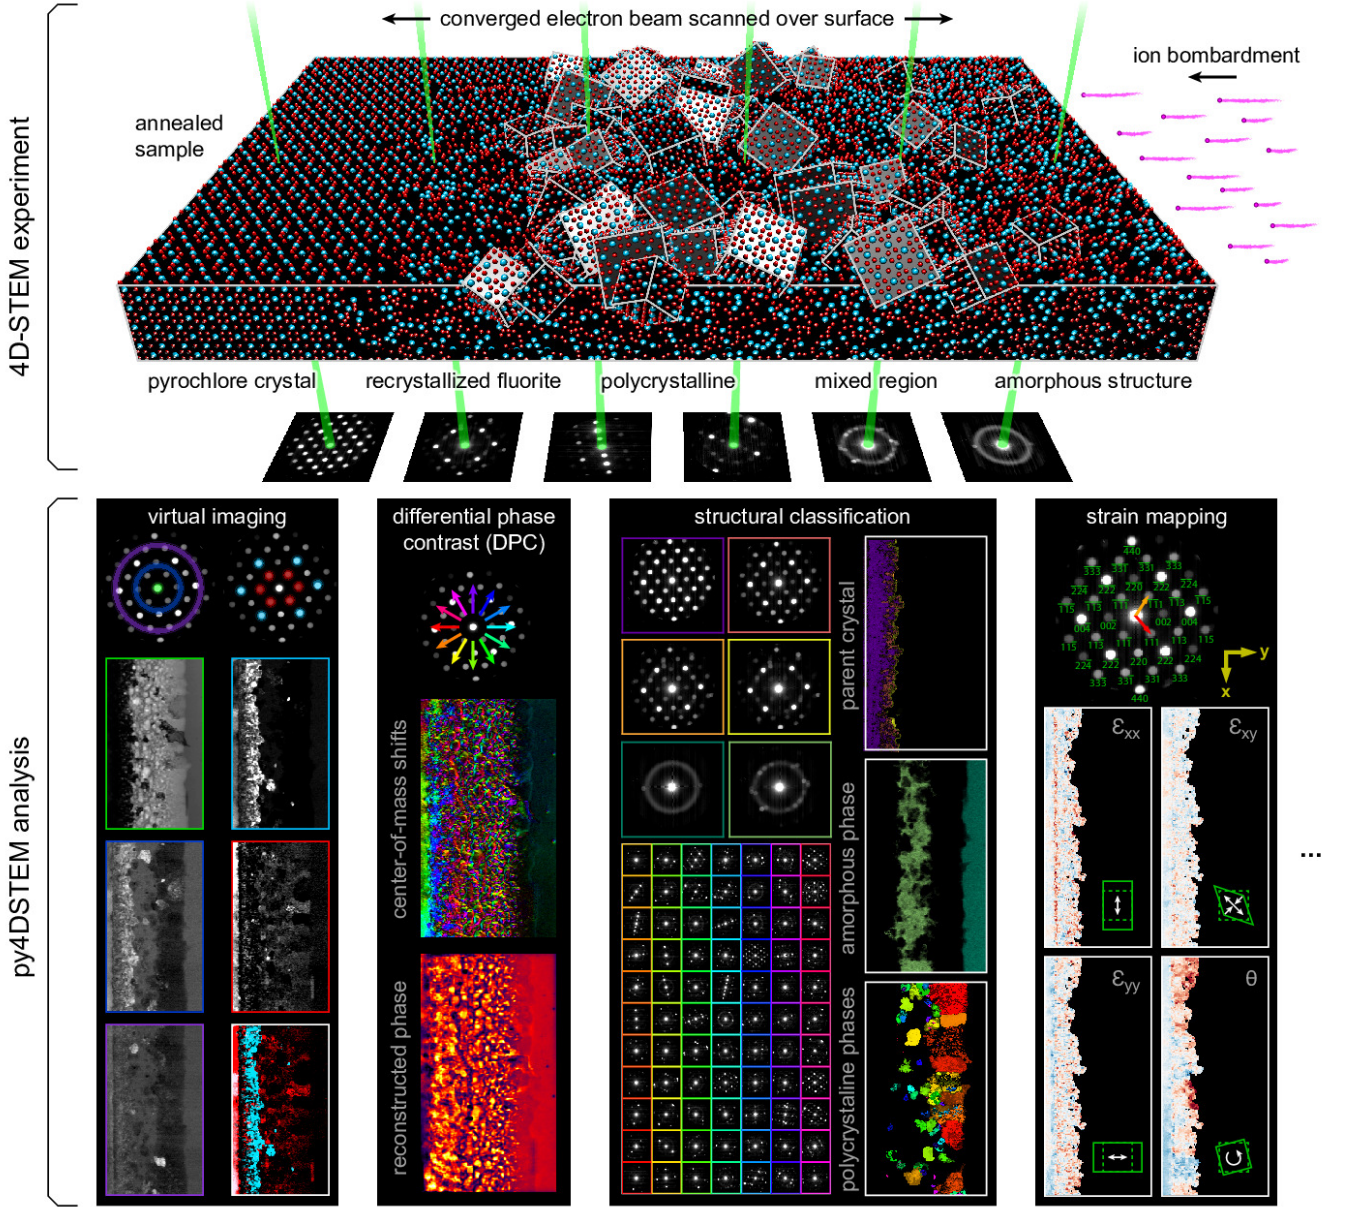 converged electron beam scanned over surface
ion bombardment
annealed
sample
4D-STEM experiment
pyrochlore crystal
recrystallized fluorite
polycrystalline
mixed region
amorphous structure
py4DSTEM analysis
virtual imaging
differential phase
contrast (DPC)
center-of-mass shifts
reconstructed phase
structural classification
parent crystal
amorphous phase
polycrystaline phases
strain mapping
440
333 331 331 333
224 222 220 222 224
115 113 111 111 113 115
004 002 002 004
115 113 111 111 113 115
224 222 220 222 224
333 331 331 333
440
y
x
εxx
εxy
εyy
θ
...